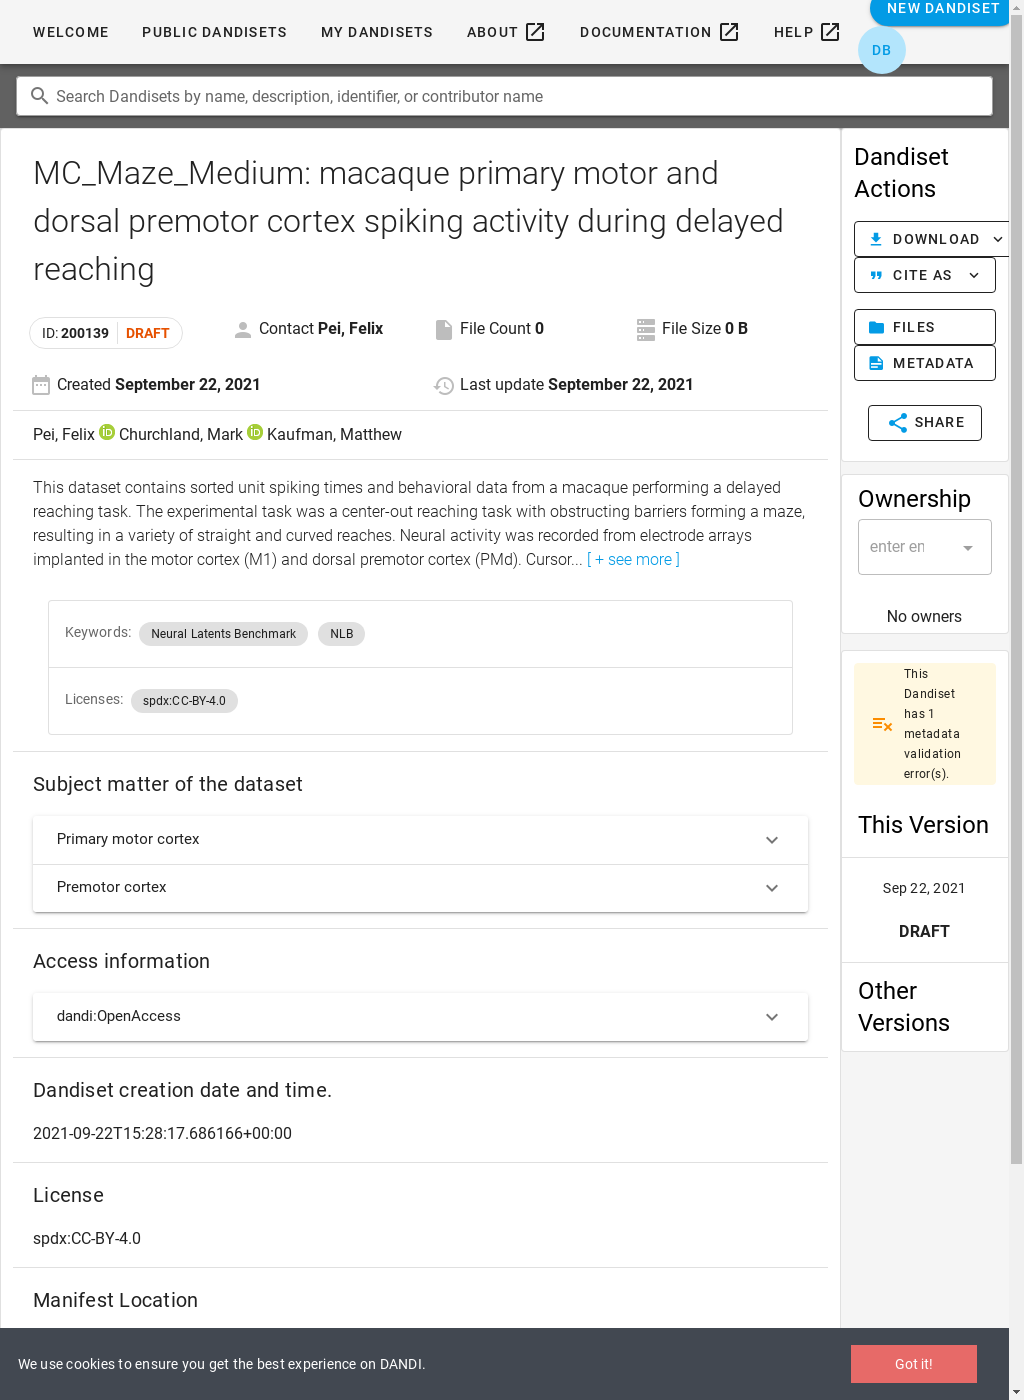 WELCOME
PUBLIC DANDISETS
MY DANDISETS
ABOUT
DOCUMENTATION
HELP
NEW DANDISET
DB
Search Dandisets by name, description, identifier, or contributor name
MC_Maze_Medium: macaque primary motor and
dorsal premotor cortex spiking activity during delayed
reaching
ID: 200139 DRAFT
Contact Pei, Felix
File Count 0
File Size 0 B
Created September 22, 2021
Last update September 22, 2021
Pei, Felix iD Churchland, Mark iD Kaufman, Matthew
This dataset contains sorted unit spiking times and behavioral data from a macaque performing a delayed
reaching task. The experimental task was a center-out reaching task with obstructing barriers forming a maze,
resulting in a variety of straight and curved reaches. Neural activity was recorded from electrode arrays
implanted in the motor cortex (M1) and dorsal premotor cortex (PMd). Cursor... [ + see more ]
Keywords: Neural Latents Benchmark NLB
Licenses: spdx:CC-BY-4.0
Subject matter of the dataset
Primary motor cortex
Premotor cortex
Access information
dandi:OpenAccess
Dandiset creation date and time.
2021-09-22T15:28:17.686166+00:00
License
spdx:CC-BY-4.0
Manifest Location
Dandiset
Actions
DOWNLOAD
CITE AS
FILES
METADATA
SHARE
Ownership
enter en
No owners
This
Dandiset
has 1
metadata
validation
error(s).
This Version
Sep 22, 2021
DRAFT
Other
Versions
We use cookies to ensure you get the best experience on DANDI.
Got it!